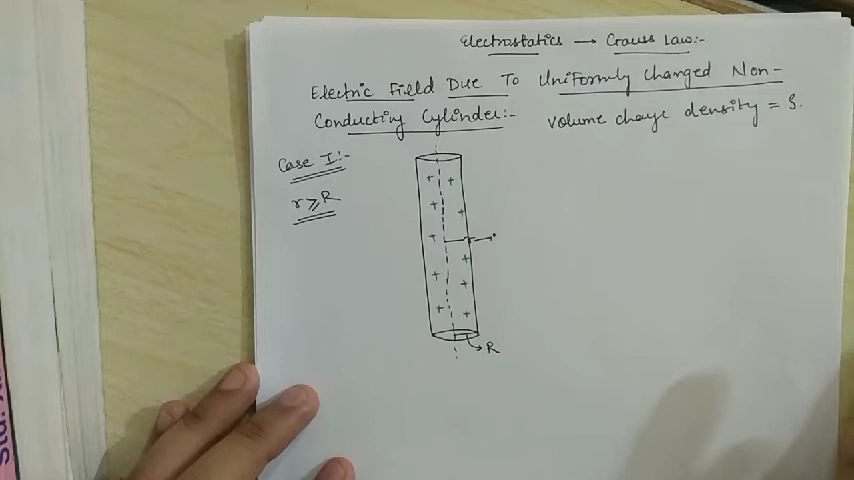 Electrostatics → Gauss Law:-
Electric Field Due To Uniformly Charged Non-
Conducting Cylinder:- volume charge density = ρ.
Case I:-
r ⩾ R
+ +
+ +
+
+ +
+ +
+ +
R